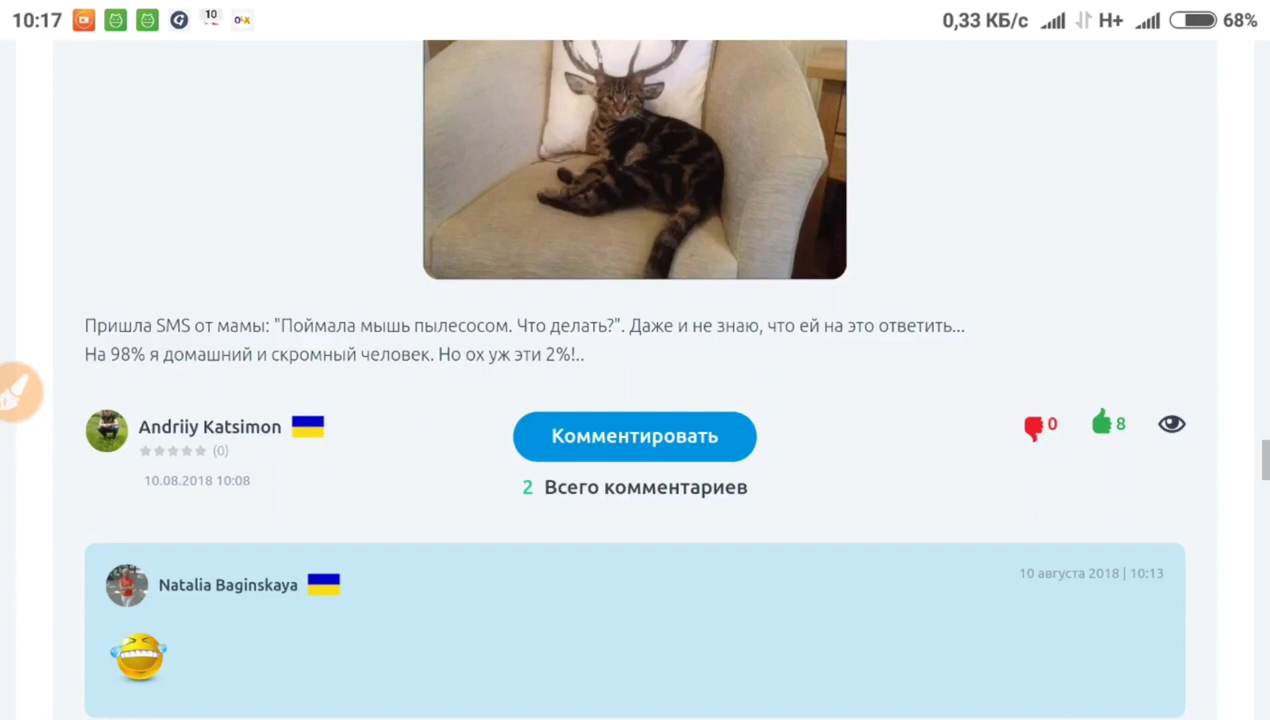 10:17 10 OLX 0,33 КБ/с H+ 68%
Пришла SMS от мамы: "Поймала мышь пылесосом. Что делать?". Даже и не знаю, что ей на это ответить...
На 98% я домашний и скромный человек. Но ох уж эти 2%!..
Andriiy Katsimon
(0)
10.08.2018 10:08
Комментировать
2 Всего комментариев
0 8
Natalia Baginskaya
10 августа 2018 | 10:13